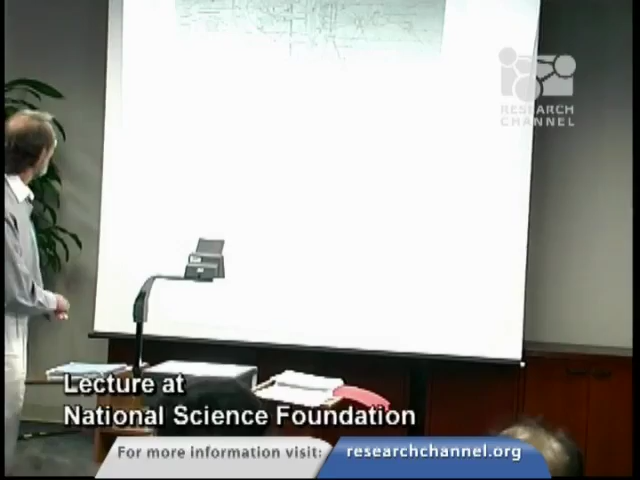 RESEARCH
CHANNEL
Lecture at
National Science Foundation
For more information visit:
researchchannel.org